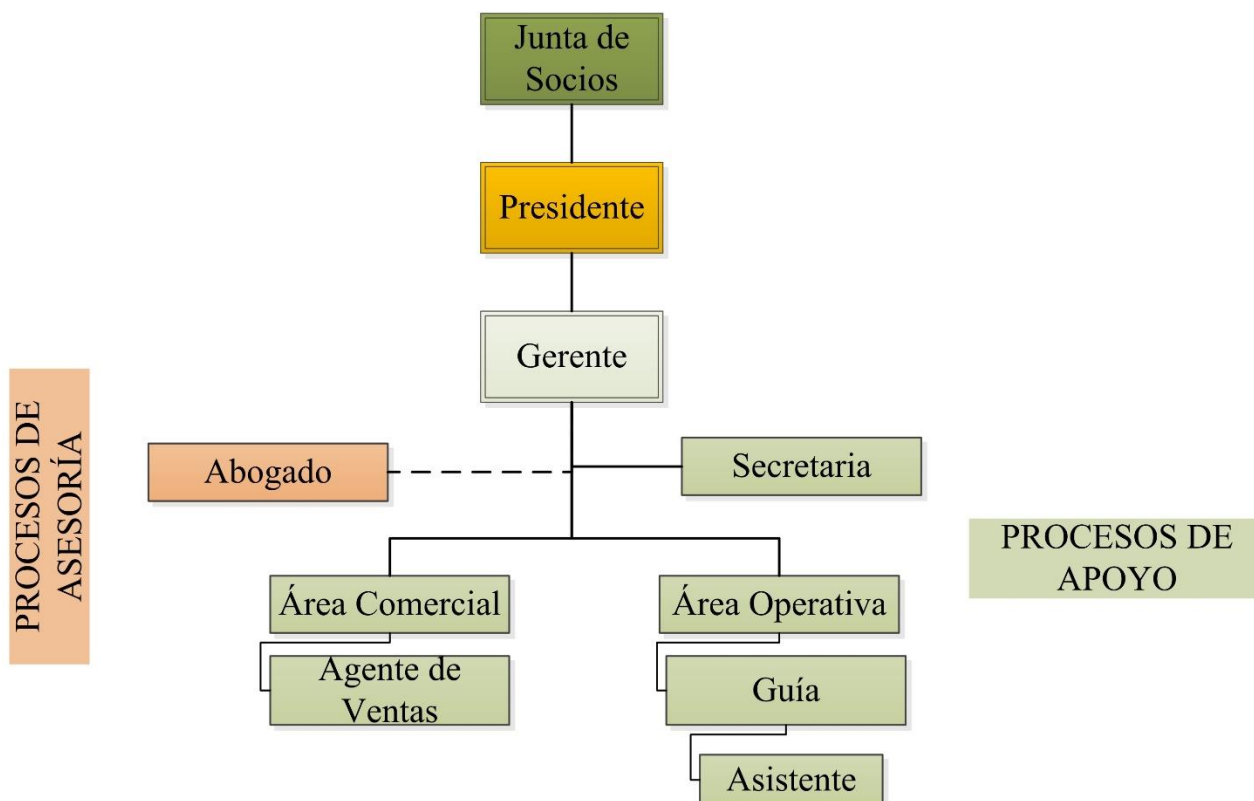 Junta de
Socios
Presidente
Gerente
PROCESOS DE
ASESORÍA
Abogado
Secretaria
PROCESOS DE
APOYO
Área Comercial
Área Operativa
Agente de
Ventas
Guía
Asistente